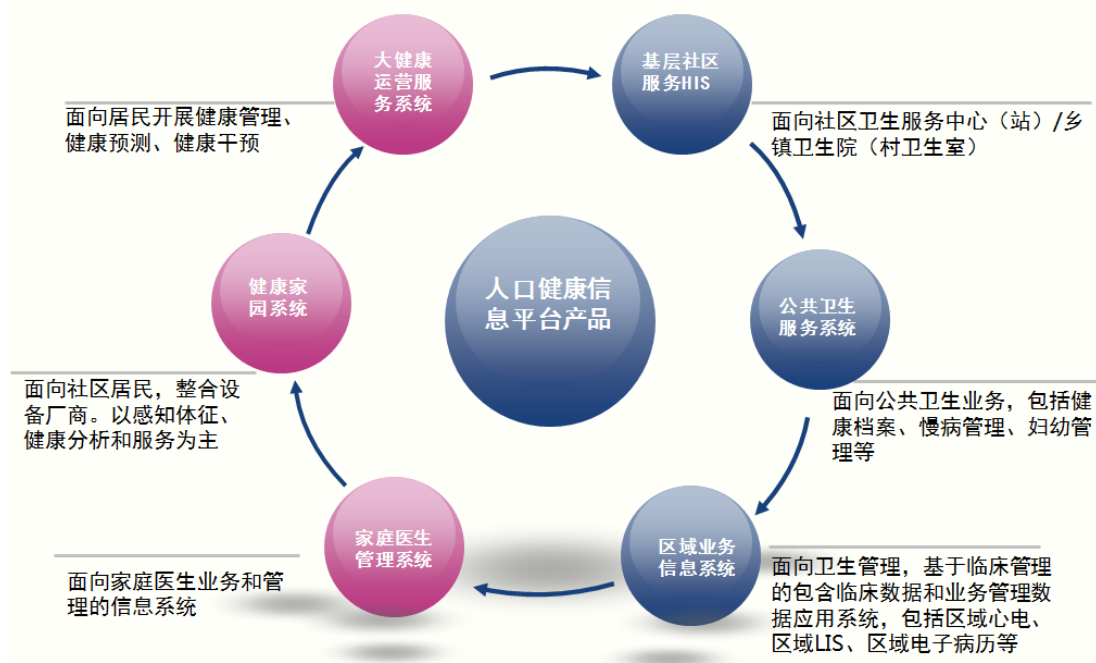 大健康
运营服
务系统
基层社区
服务HIS
面向居民开展健康管理、
健康预测、健康干预
面向社区卫生服务中心（站）/乡
镇卫生院（村卫生室）
健康家
园系统
人口健康信
息平台产品
公共卫生
服务系统
面向社区居民，整合设
备厂商。以感知体征、
健康分析和服务为主
面向公共卫生业务，包括健
康档案、慢病管理、妇幼管
理等
家庭医生
管理系统
区域业务
信息系统
面向家庭医生业务和管
理的信息系统
面向卫生管理，基于临床管理
的包含临床数据和业务管理数
据应用系统，包括区域心电、
区域LIS、区域电子病历等